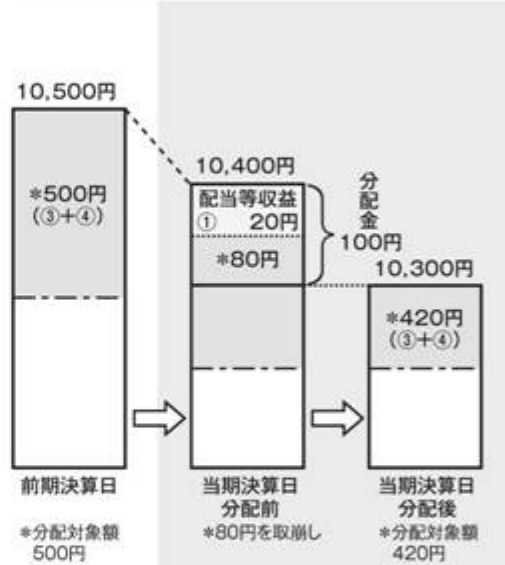 10,500円
*500円
(③+④)
前期決算日
*分配対象額
500円
10,400円
配当等収益
① 20円
*80円
分配金
100円
当期決算日
分配前
*80円を取崩し
10,300円
*420円
(③+④)
当期決算日
分配後
*分配対象額
420円